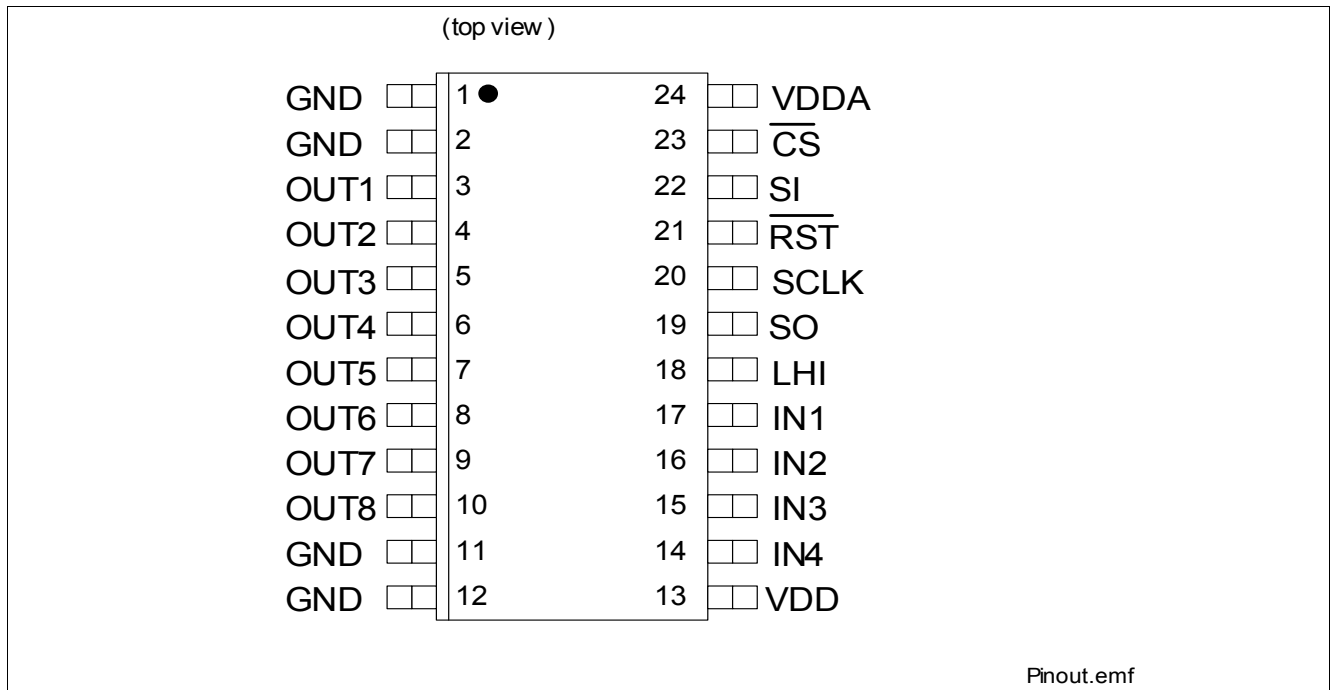 (top view )
GND 1 24 VDDA
GND 2 23 CS
OUT1 3 22 SI
OUT2 4 21 RST
OUT3 5 20 SCLK
OUT4 6 19 SO
OUT5 7 18 LHI
OUT6 8 17 IN1
OUT7 9 16 IN2
OUT8 10 15 IN3
GND 11 14 IN4
GND 12 13 VDD
Pinout.emf